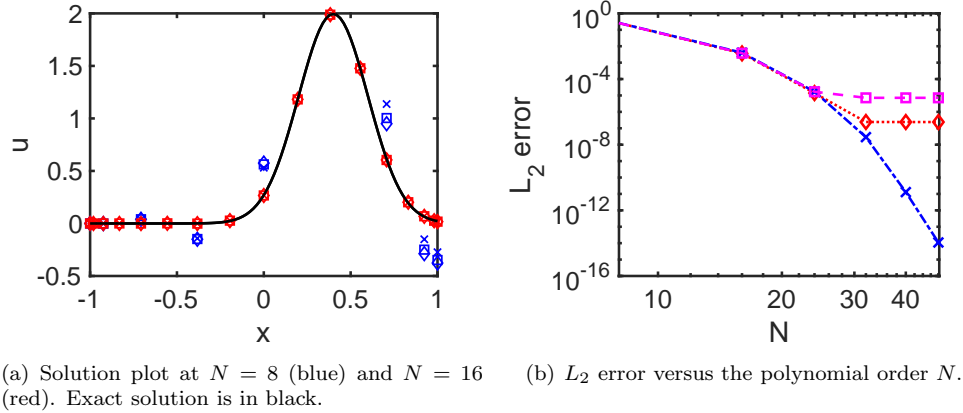 2
1.5
1
0.5
0
-0.5
u
-1
-0.5
0
0.5
1
x
10^0
10^-4
10^-8
10^-12
10^-16
L_2 error
10
20
30
40
N
(a) Solution plot at N = 8 (blue) and N = 16
(red). Exact solution is in black.
(b) L_2 error versus the polynomial order N.